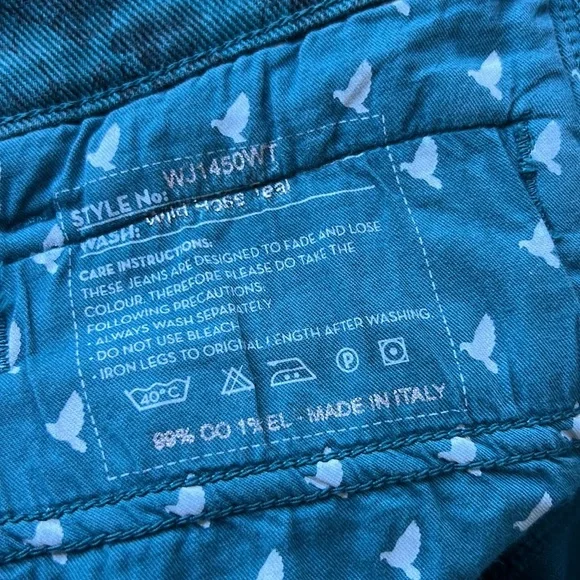 STYLE No: WJ1450WT
WASH: Wild Hags Teal
CARE INSTRUCTIONS:
THESE JEANS ARE DESIGNED TO FADE AND LOSE
COLOUR. THEREFORE PLEASE DO TAKE THE
FOLLOWING PRECAUTIONS:
- ALWAYS WASH SEPARATELY
- DO NOT USE BLEACH
- IRON LEGS TO ORIGINAL LENGTH AFTER WASHING.
40°C P
99% CO 1% EL - MADE IN ITALY